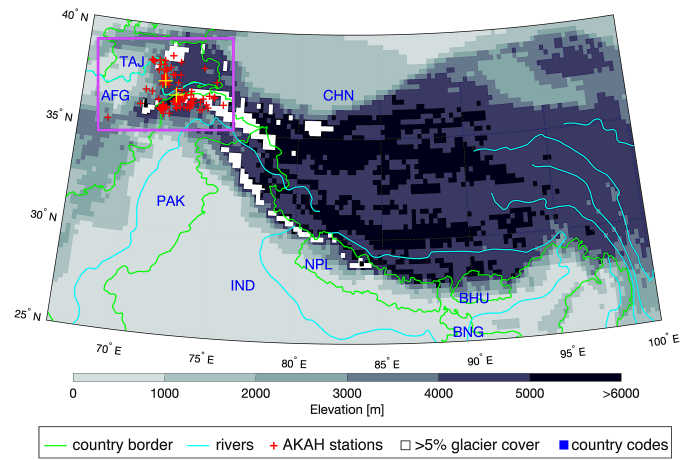 40° N
TAJ
AFG
CHN
35° N
PAK
30° N
NPL
IND
BHU
25° N
BNG
70° E
75° E
80° E
85° E
90° E
95° E
100° E
0 1000 2000 3000 4000 5000 >6000
Elevation [m]
country border rivers AKAH stations >5% glacier cover country codes